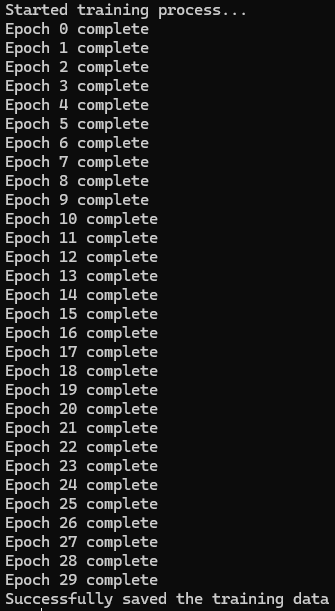 Started training process...
Epoch 0 complete
Epoch 1 complete
Epoch 2 complete
Epoch 3 complete
Epoch 4 complete
Epoch 5 complete
Epoch 6 complete
Epoch 7 complete
Epoch 8 complete
Epoch 9 complete
Epoch 10 complete
Epoch 11 complete
Epoch 12 complete
Epoch 13 complete
Epoch 14 complete
Epoch 15 complete
Epoch 16 complete
Epoch 17 complete
Epoch 18 complete
Epoch 19 complete
Epoch 20 complete
Epoch 21 complete
Epoch 22 complete
Epoch 23 complete
Epoch 24 complete
Epoch 25 complete
Epoch 26 complete
Epoch 27 complete
Epoch 28 complete
Epoch 29 complete
Successfully saved the training data